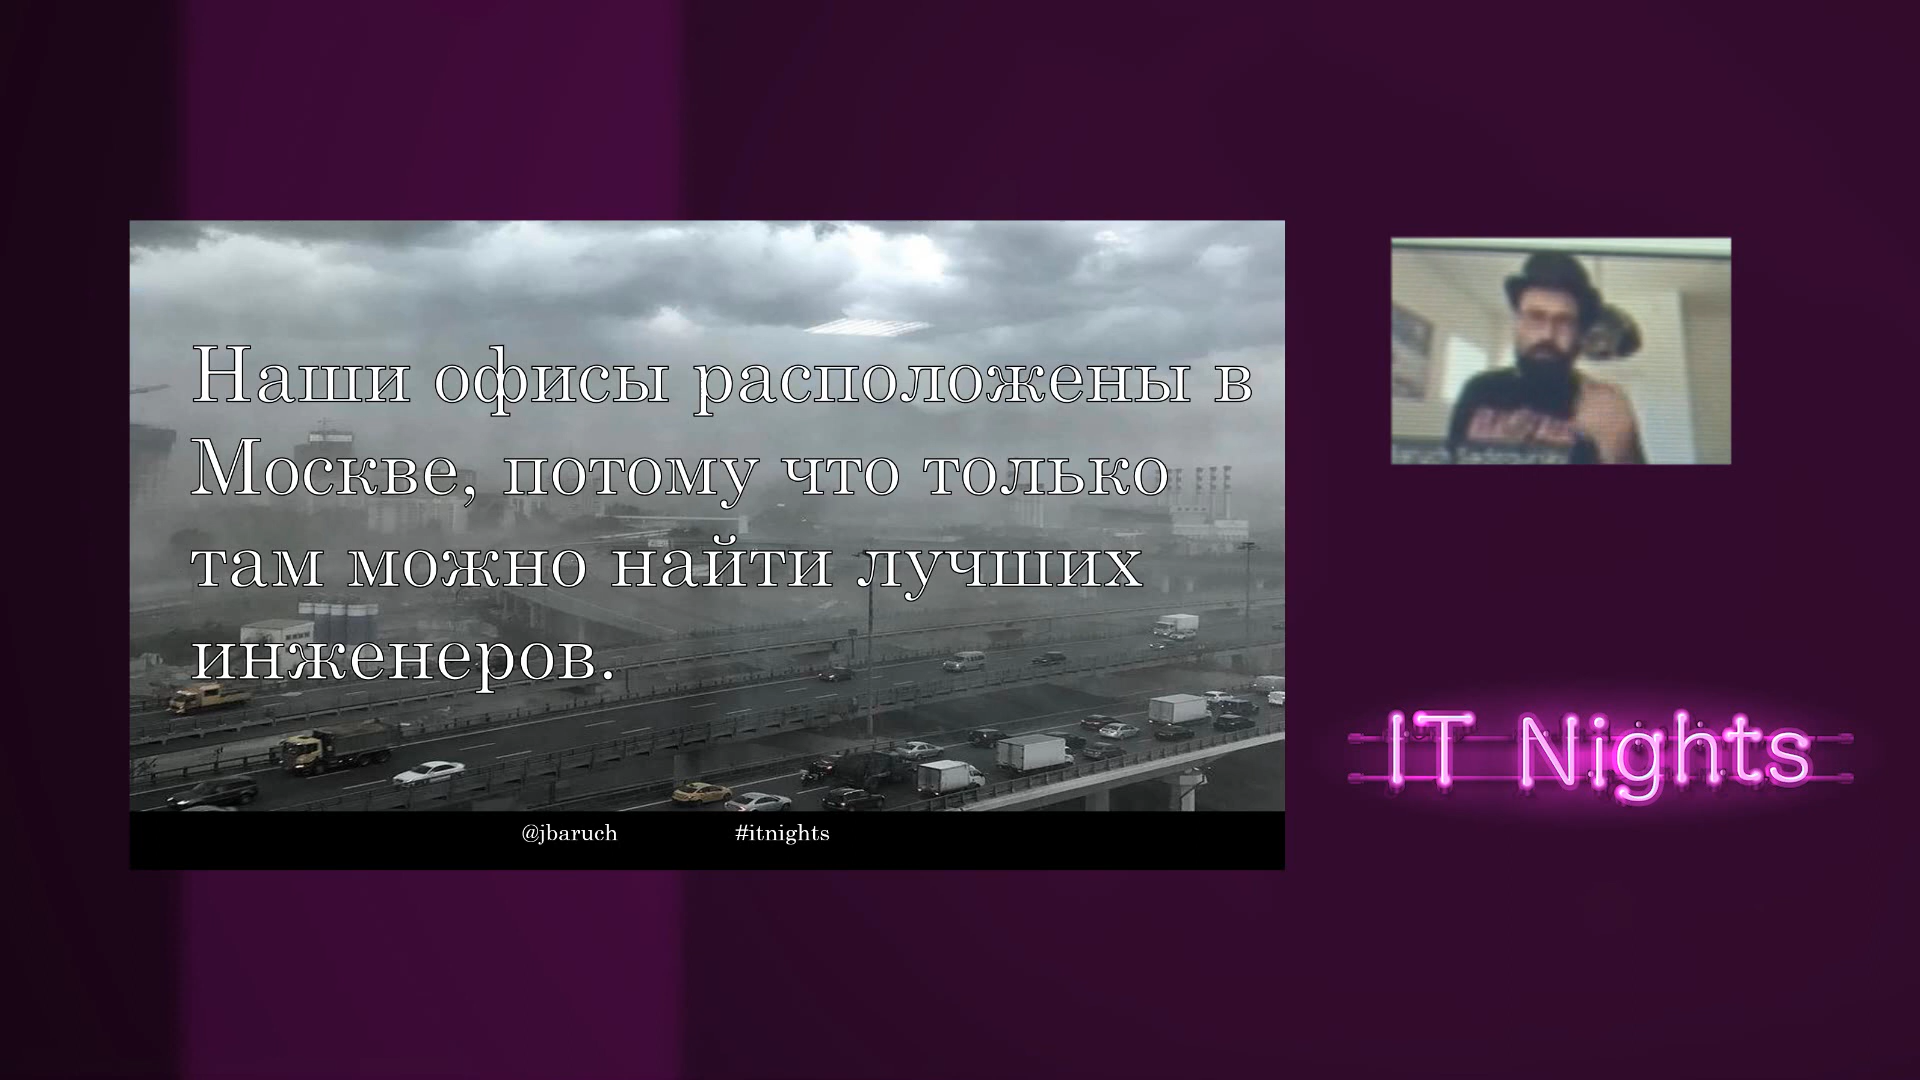 Наши офисы расположены в
Москве, потому что только
там можно найти лучших
инженеров.
@jbaruch #itnights
IT Nights